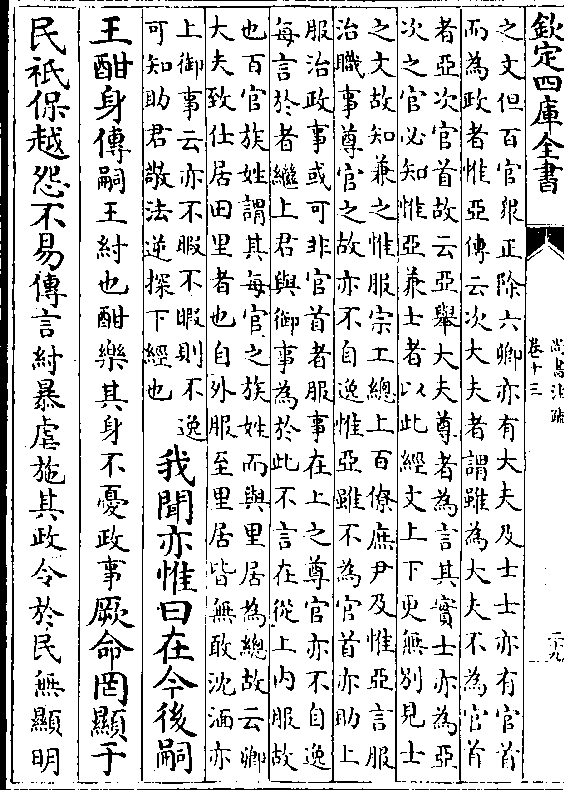 欽定四庫全書
尚書注疏
卷十三
二十九
之文但百官眾正除六卿亦有大夫及士士亦有官首
而為政者惟亞傳云次大夫者謂雖為大夫不為官首
者亞次官首故云亞舉大夫尊者為言其實士亦為亞
次之官必知惟亞兼士者以此經文上下更無別見士
之文故知兼之惟服宗工總上百僚庶尹及惟亞言服
治職事尊官之故亦不自逸惟亞雖不為官首亦助上
服治政事或可非官首者服事在上之尊官亦不自逸
每言於者繼上君與御事為於此不言在從上內服故
也百官族姓謂其每官之族姓而與里居為總故云卿
大夫致仕居田里者也自外服至里居皆無敢沈湎亦
上御事云亦不暇不暇則不逸
可知助君敬法逆探下經也
我聞亦惟曰在今後嗣
王酣身傳嗣王紂也酣樂其身不憂政事厥命罔顯于
民祗保越怨不易傳言紂暴虐施其政令於民無顯明